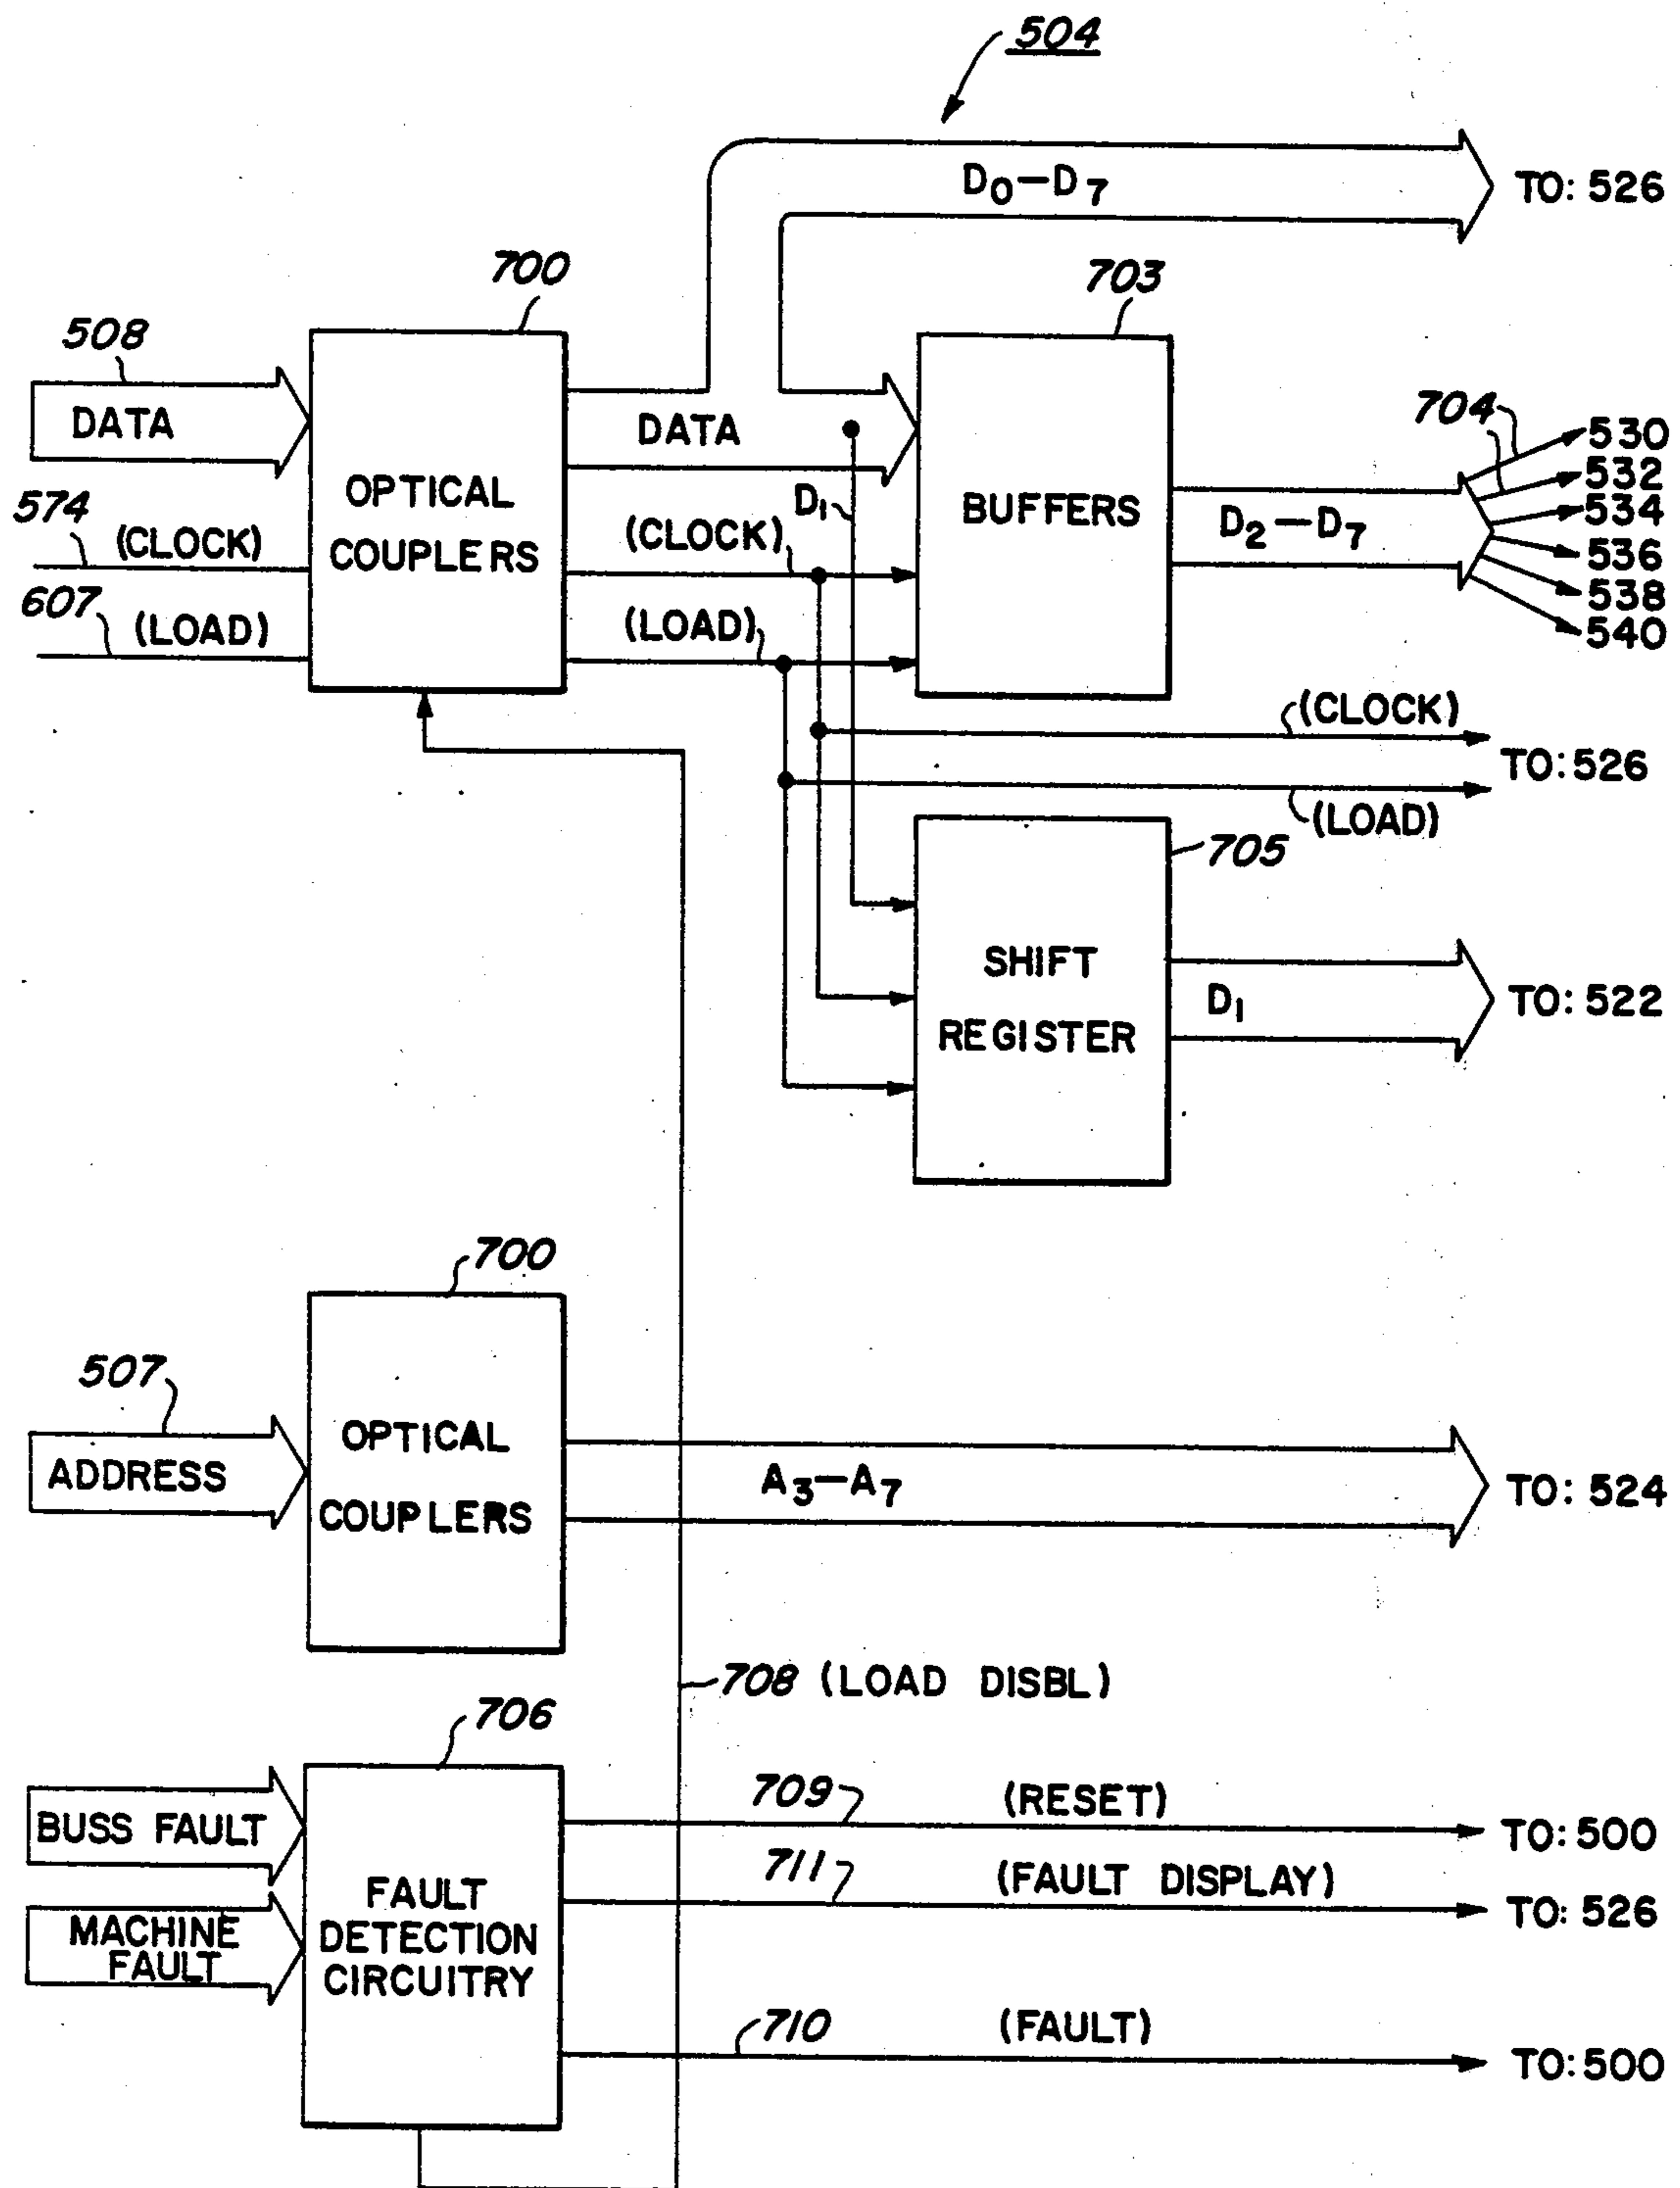 504
D0–D7
TO: 526
700
703
508
DATA
DATA
OPTICAL
COUPLERS
BUFFERS
574
(CLOCK)
607
(LOAD)
D1
(CLOCK)
(LOAD)
D2–D7
704
530
532
534
536
538
540
(CLOCK)
TO: 526
(LOAD)
705
SHIFT
REGISTER
D1
TO: 522
700
507
ADDRESS
OPTICAL
COUPLERS
A3–A7
TO: 524
708 (LOAD DISBL)
706
BUSS FAULT
MACHINE
FAULT
FAULT
DETECTION
CIRCUITRY
709
(RESET)
TO: 500
711
(FAULT DISPLAY)
TO: 526
710
(FAULT)
TO: 500